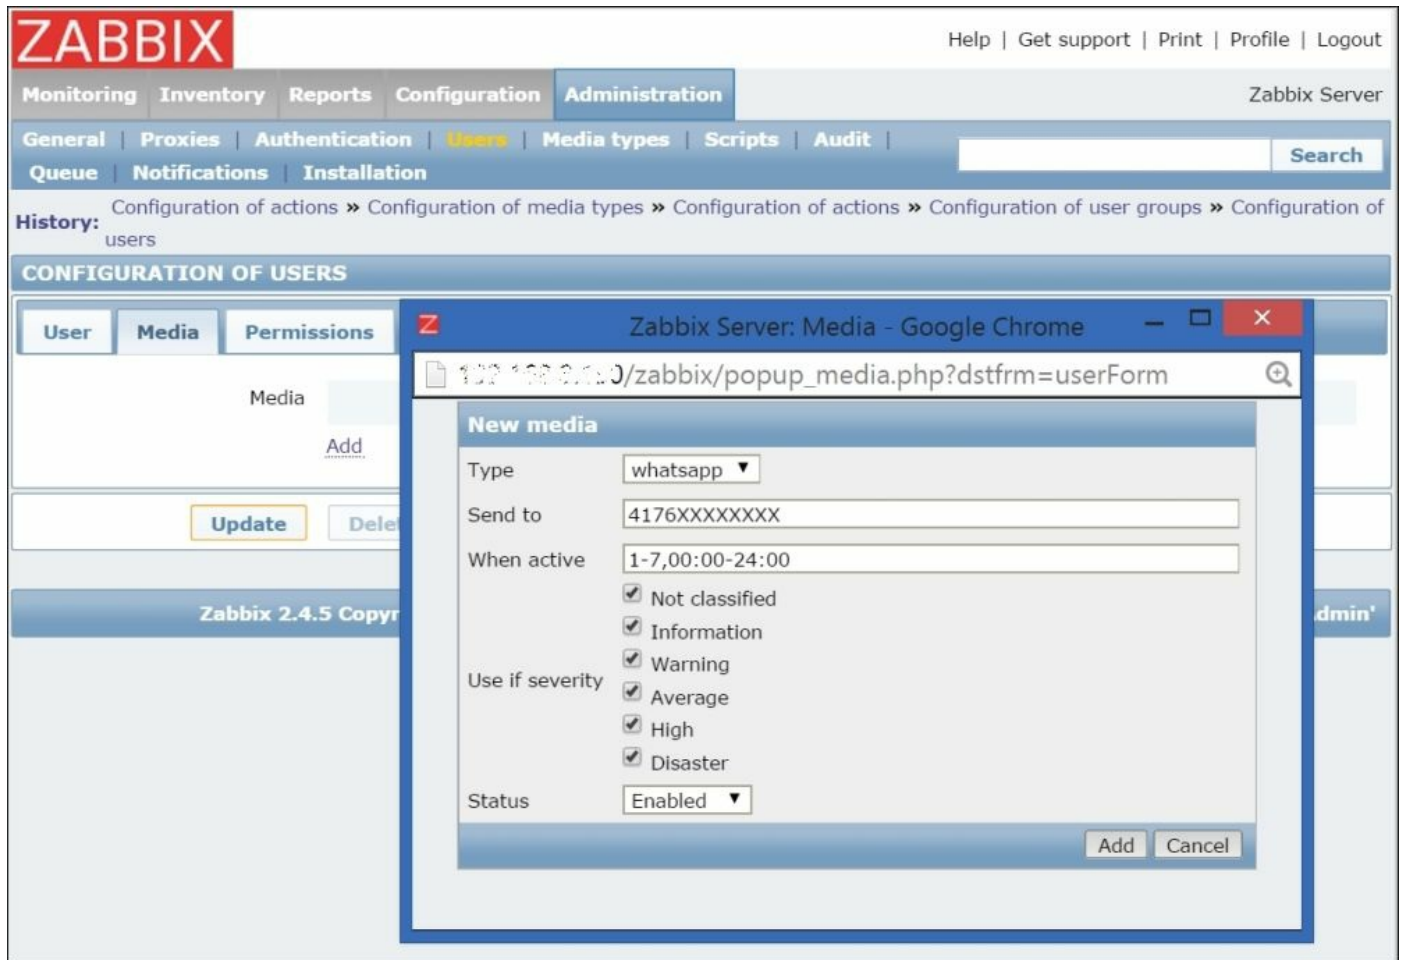 ZABBIX
Help | Get support | Print | Profile | Logout
Monitoring Inventory Reports Configuration Administration Zabbix Server
General | Proxies | Authentication | Users | Media types | Scripts | Audit |
Search
Queue | Notifications | Installation
History: Configuration of actions » Configuration of media types » Configuration of actions » Configuration of user groups » Configuration of
users
CONFIGURATION OF USERS
User Media Permissions
Zabbix Server: Media - Google Chrome
0/zabbix/popup_media.php?dstfrm=userForm
Media
Add
Update Delet
Zabbix 2.4.5 Copyr
dmin'
New media
Type whatsapp
Send to 4176XXXXXXXX
When active 1-7,00:00-24:00
Use if severity
Not classified
Information
Warning
Average
High
Disaster
Status Enabled
Add Cancel